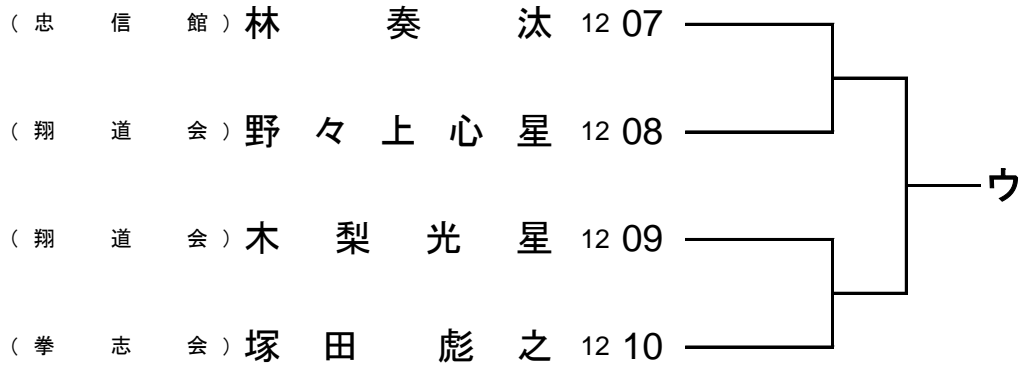 (忠信館) 林奏汰 12 07
(翔道会) 野々上心星 12 08
ウ
(翔道会) 木梨光星 12 09
(拳志会) 塚田彪之 12 10